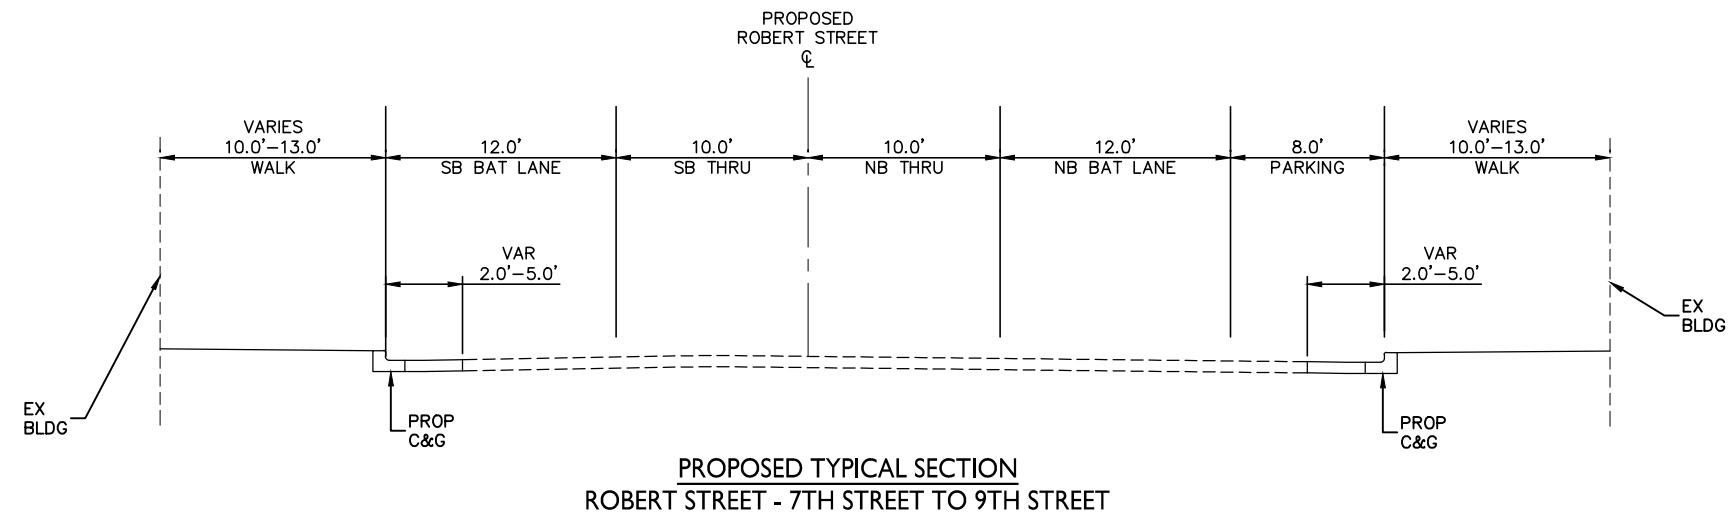 PROPOSED
ROBERT STREET
℄
VARIES
10.0'-13.0'
WALK
12.0'
SB BAT LANE
10.0'
SB THRU
10.0'
NB THRU
12.0'
NB BAT LANE
8.0'
PARKING
VARIES
10.0'-13.0'
WALK
VAR
2.0'-5.0'
VAR
2.0'-5.0'
EX
BLDG
EX
BLDG
PROP
C&G
PROP
C&G
PROPOSED TYPICAL SECTION
ROBERT STREET - 7TH STREET TO 9TH STREET